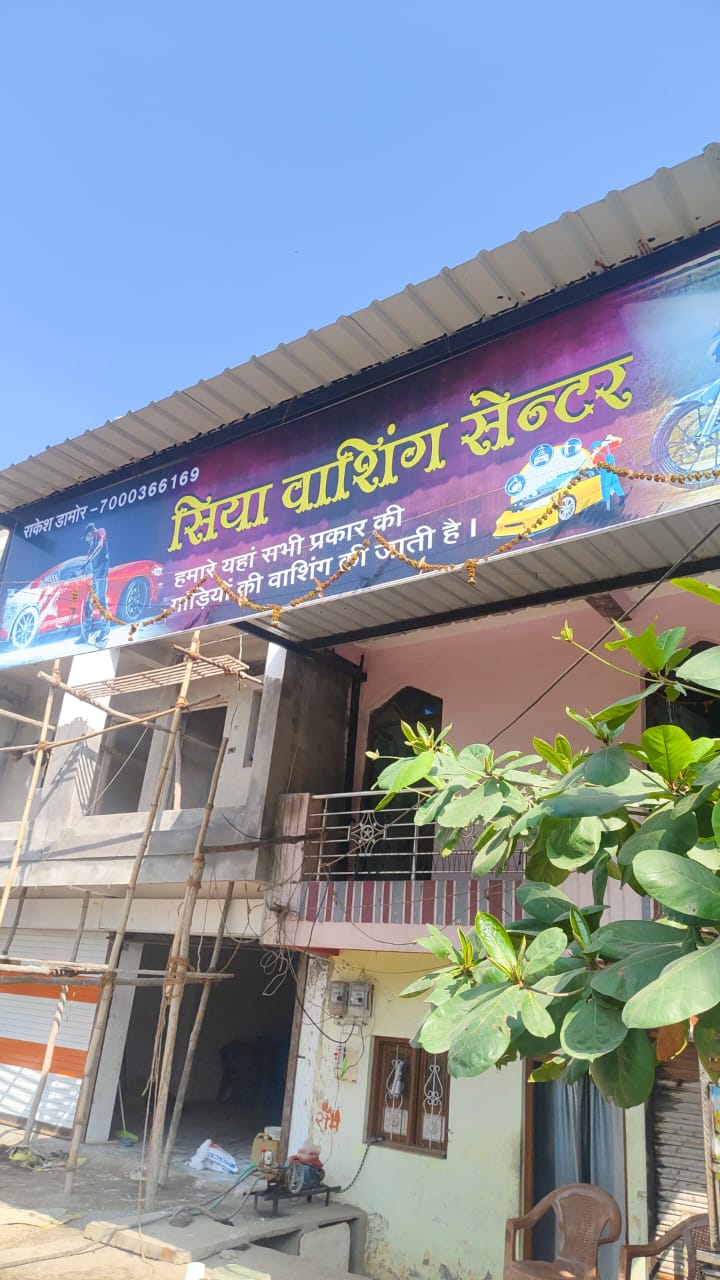 राकेश डामोर -7000366169
सिया वाशिंग सेन्टर
हमारे यहां सभी प्रकार की
गाड़ियों की वाशिंग की जाती है ।
राम